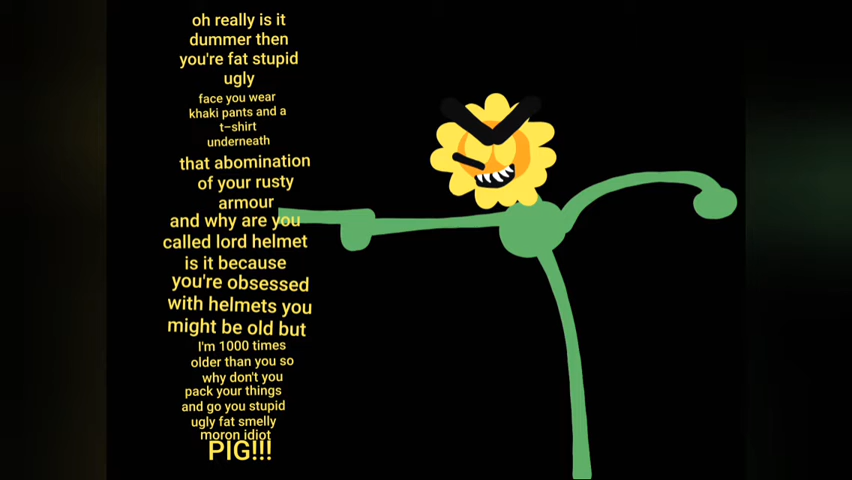 oh really is it
dummer then
you're fat stupid
ugly
face you wear
khaki pants and a
t-shirt
underneath
that abomination
of your rusty
armour
and why are you
called lord helmet
is it because
you're obsessed
with helmets you
might be old but
I'm 1000 times
older than you so
why don't you
pack your things
and go you stupid
ugly fat smelly
moron idiot
PIG!!!